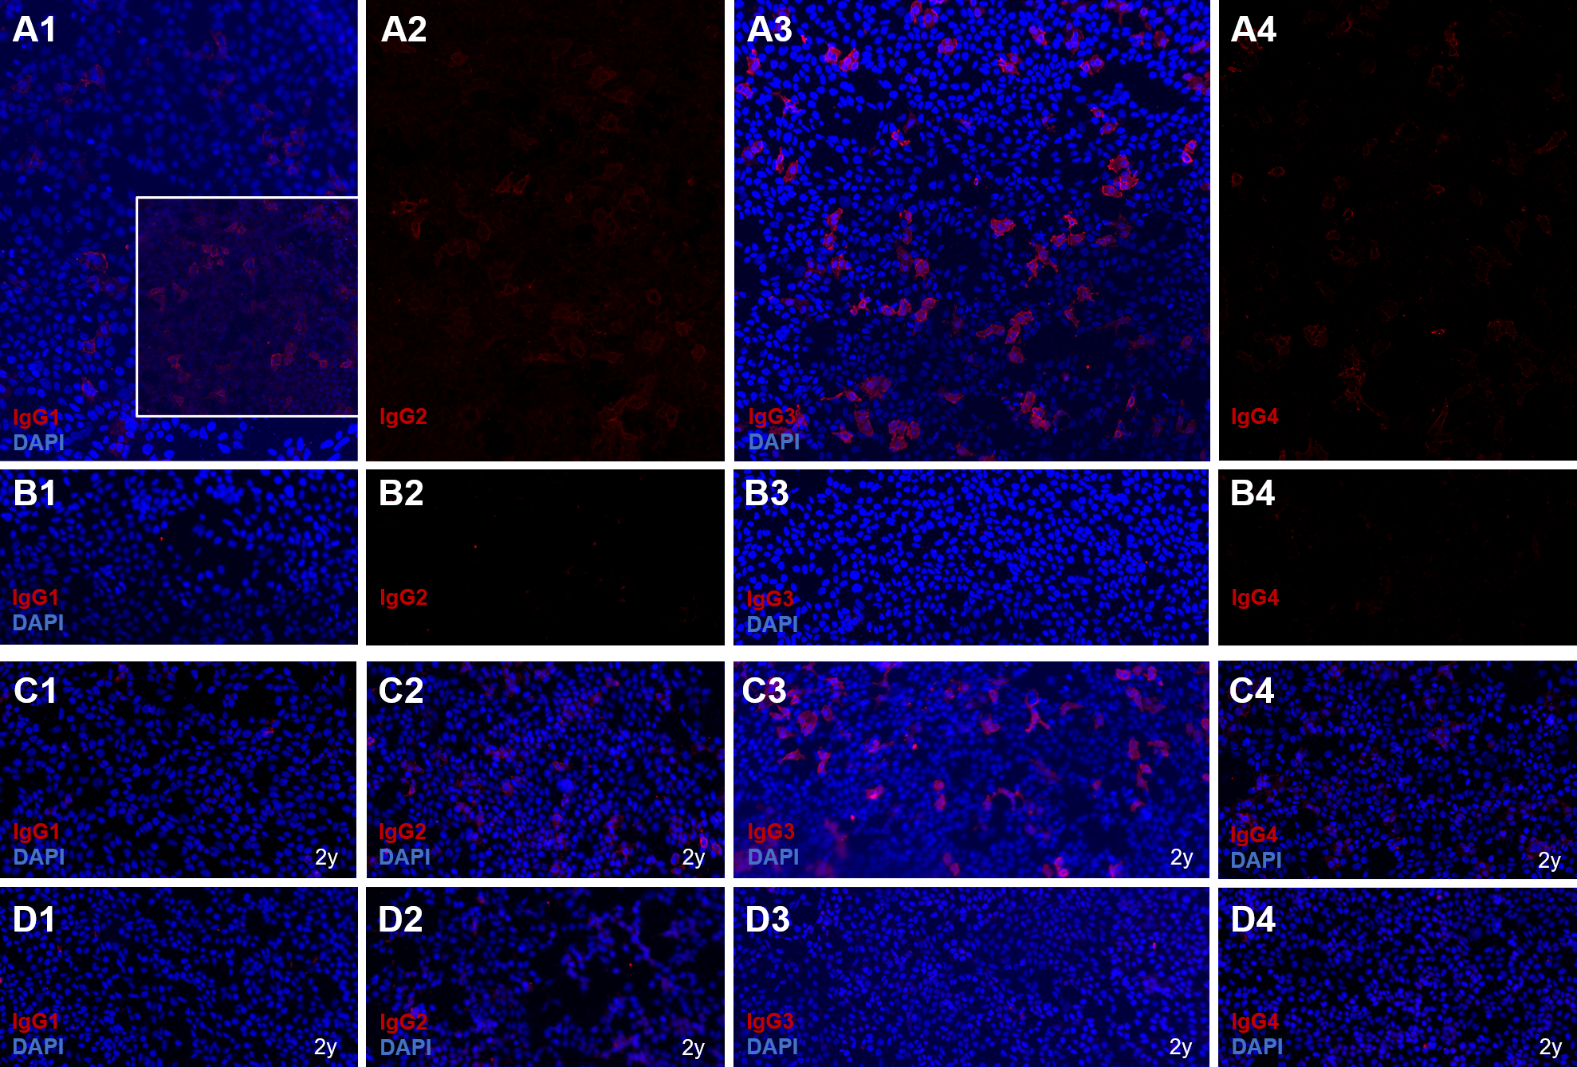 A1
IgG1
DAPI
A2
IgG2
A3
IgG3
DAPI
A4
IgG4
B1
IgG1
DAPI
B2
IgG2
B3
IgG3
DAPI
B4
IgG4
C1
IgG1
DAPI
2y
C2
IgG2
DAPI
2y
C3
IgG3
DAPI
2y
C4
IgG4
DAPI
2y
D1
IgG1
DAPI
2y
D2
IgG2
DAPI
2y
D3
IgG3
DAPI
2y
D4
IgG4
DAPI
2y